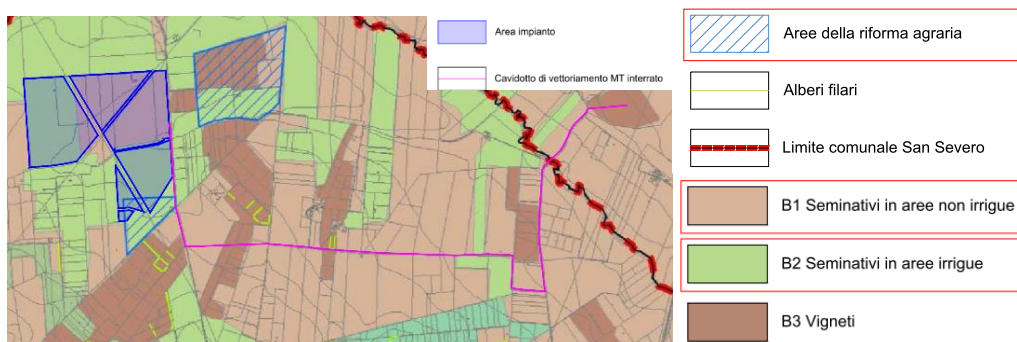 Area impianto
Cavidotto di vettoriamento MT interrato
Aree della riforma agraria
Alberi filari
Limite comunale San Severo
B1 Seminativi in aree non irrigue
B2 Seminativi in aree irrigue
B3 Vigneti